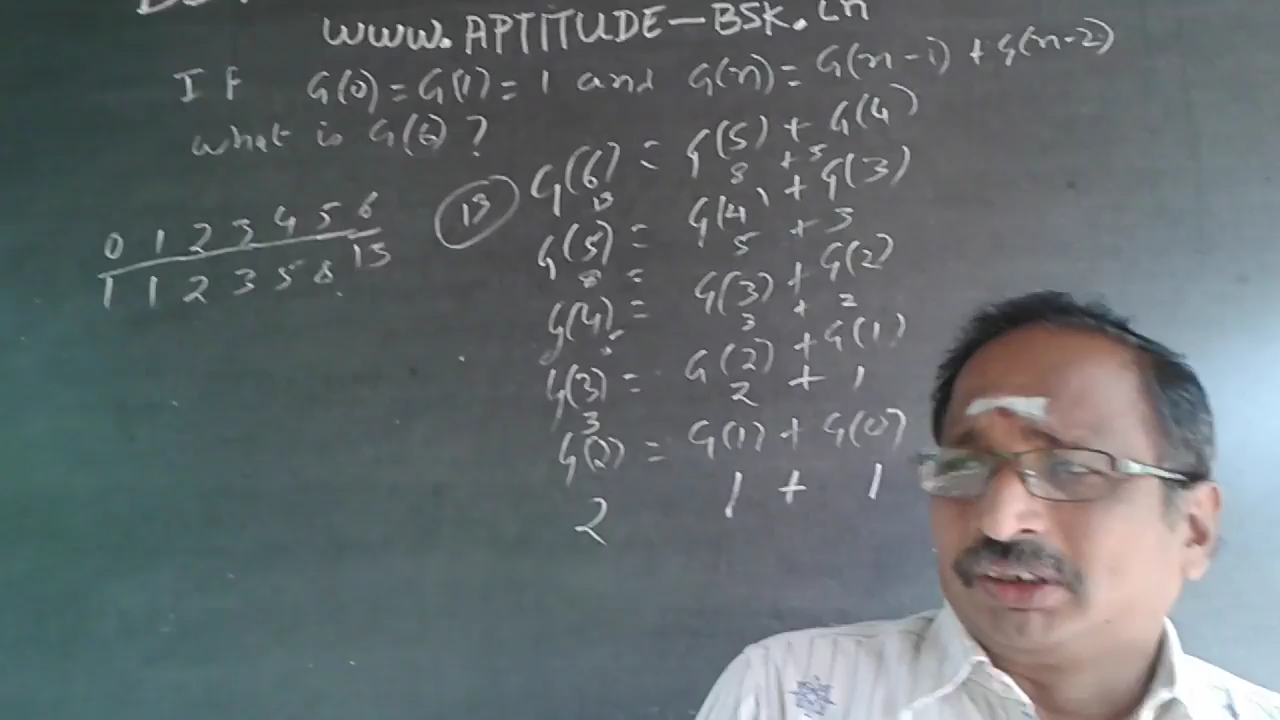 WWW.APTITUDE-BSK.in
If G(0) = G(1) = 1 and G(n) = G(n-1) + G(n-2)
what is G(6)?
0 1 2 3 4 5 6
1 1 2 3 5 8 13
13
G(6) = G(5) + G(4)
13 8 + 5
G(5) = G(4) + G(3)
8 = 5 + 3
G(4) = G(3) + G(2)
5 3 + 2
G(3) = G(2) + G(1)
3 2 + 1
G(2) = G(1) + G(0)
2 1 + 1